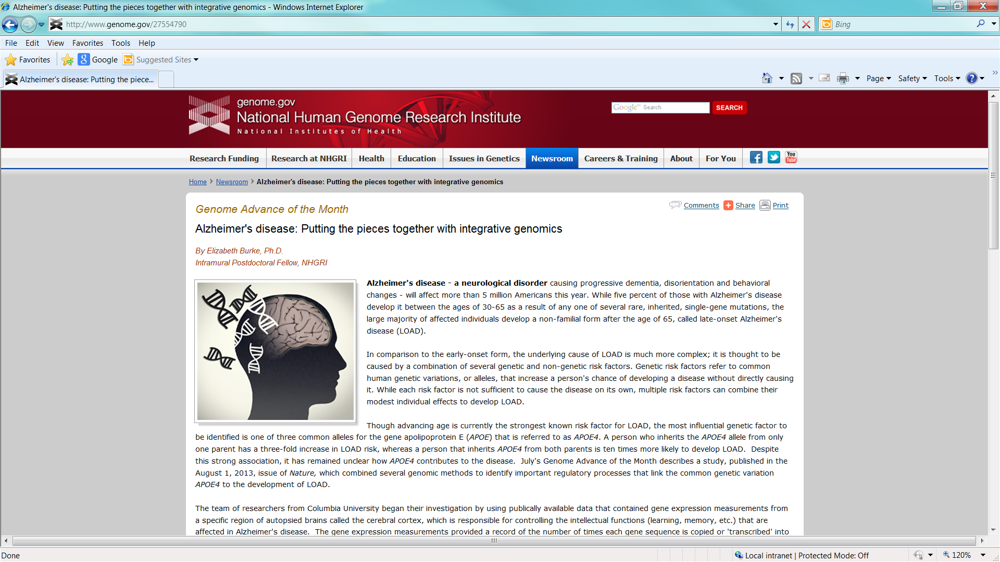 Alzheimer's disease: Putting the pieces together with integrative genomics - Windows Internet Explorer
http://www.genome.gov/27554790
Bing
File Edit View Favorites Tools Help
Favorites Google Suggested Sites
Alzheimer's disease: Putting the piece...
Page Safety Tools
genome.gov
National Human Genome Research Institute
National Institutes of Health
Google™ Search SEARCH
Research Funding Research at NHGRI Health Education Issues in Genetics Newsroom Careers & Training About For You f You Tube
Home › Newsroom › Alzheimer's disease: Putting the pieces together with integrative genomics
Comments Share Print
Genome Advance of the Month
Alzheimer's disease: Putting the pieces together with integrative genomics
By Elizabeth Burke, Ph.D.
Intramural Postdoctoral Fellow, NHGRI
Alzheimer's disease - a neurological disorder causing progressive dementia, disorientation and behavioral
changes - will affect more than 5 million Americans this year. While five percent of those with Alzheimer's disease
develop it between the ages of 30-65 as a result of any one of several rare, inherited, single-gene mutations, the
large majority of affected individuals develop a non-familial form after the age of 65, called late-onset Alzheimer's
disease (LOAD).
In comparison to the early-onset form, the underlying cause of LOAD is much more complex; it is thought to be
caused by a combination of several genetic and non-genetic risk factors. Genetic risk factors refer to common
human genetic variations, or alleles, that increase a person's chance of developing a disease without directly causing
it. While each risk factor is not sufficient to cause the disease on its own, multiple risk factors can combine their
modest individual effects to develop LOAD.
Though advancing age is currently the strongest known risk factor for LOAD, the most influential genetic factor to
be identified is one of three common alleles for the gene apolipoprotein E (APOE) that is referred to as APOE4. A person who inherits the APOE4 allele from only
one parent has a three-fold increase in LOAD risk, whereas a person that inherits APOE4 from both parents is ten times more likely to develop LOAD. Despite
this strong association, it has remained unclear how APOE4 contributes to the disease. July's Genome Advance of the Month describes a study, published in the
August 1, 2013, issue of Nature, which combined several genomic methods to identify important regulatory processes that link the common genetic variation
APOE4 to the development of LOAD.
The team of researchers from Columbia University began their investigation by using publically available data that contained gene expression measurements from
a specific region of autopsied brains called the cerebral cortex, which is responsible for controlling the intellectual functions (learning, memory, etc.) that are
affected in Alzheimer's disease. The gene expression measurements provided a record of the number of times each gene sequence is copied or 'transcribed' into
Done
Local intranet | Protected Mode: Off
120%